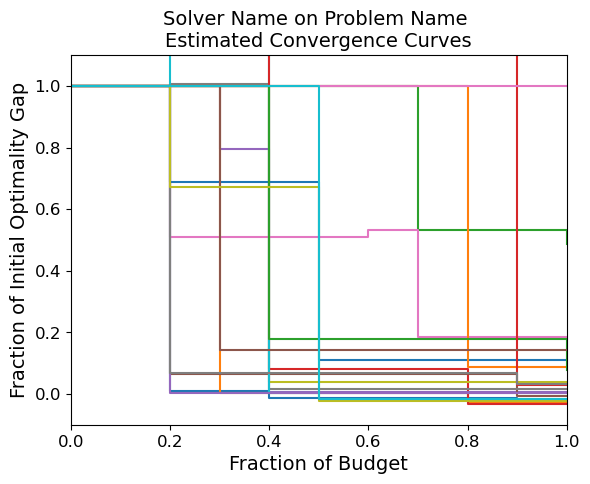 Solver Name on Problem Name
Estimated Convergence Curves
Fraction of Initial Optimality Gap
1.0
0.8
0.6
0.4
0.2
0.0
0.0 0.2 0.4 0.6 0.8 1.0
Fraction of Budget